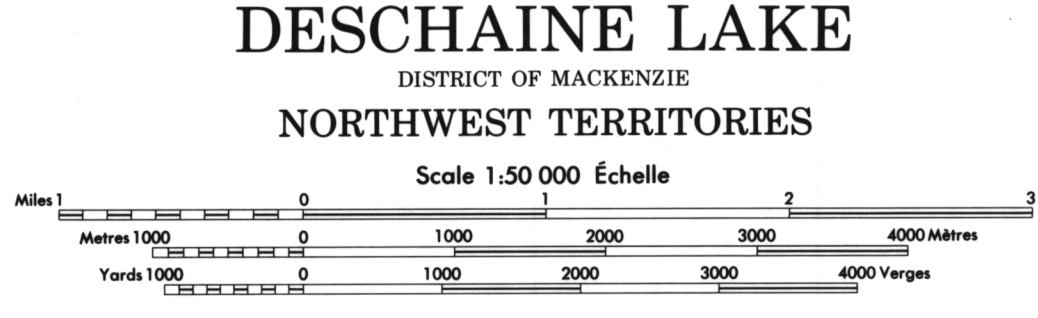 DESCHAINE LAKE
DISTRICT OF MACKENZIE
NORTHWEST TERRITORIES
Scale 1:50 000 Échelle
Miles 1 0 1 2 3
Metres 1000 0 1000 2000 3000 4000 Mètres
Yards 1000 0 1000 2000 3000 4000 Verges